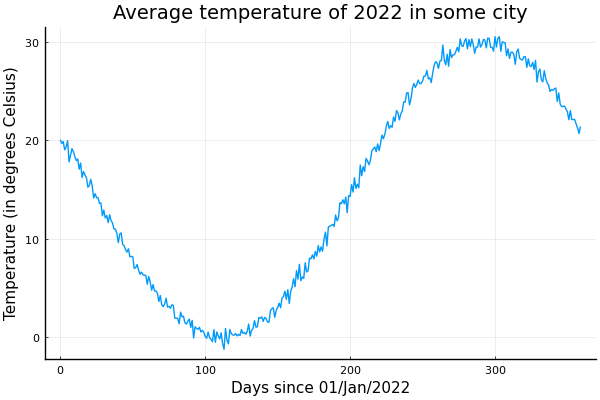 Average temperature of 2022 in some city
Temperature (in degrees Celsius)
30
20
10
0
0 100 200 300
Days since 01/Jan/2022